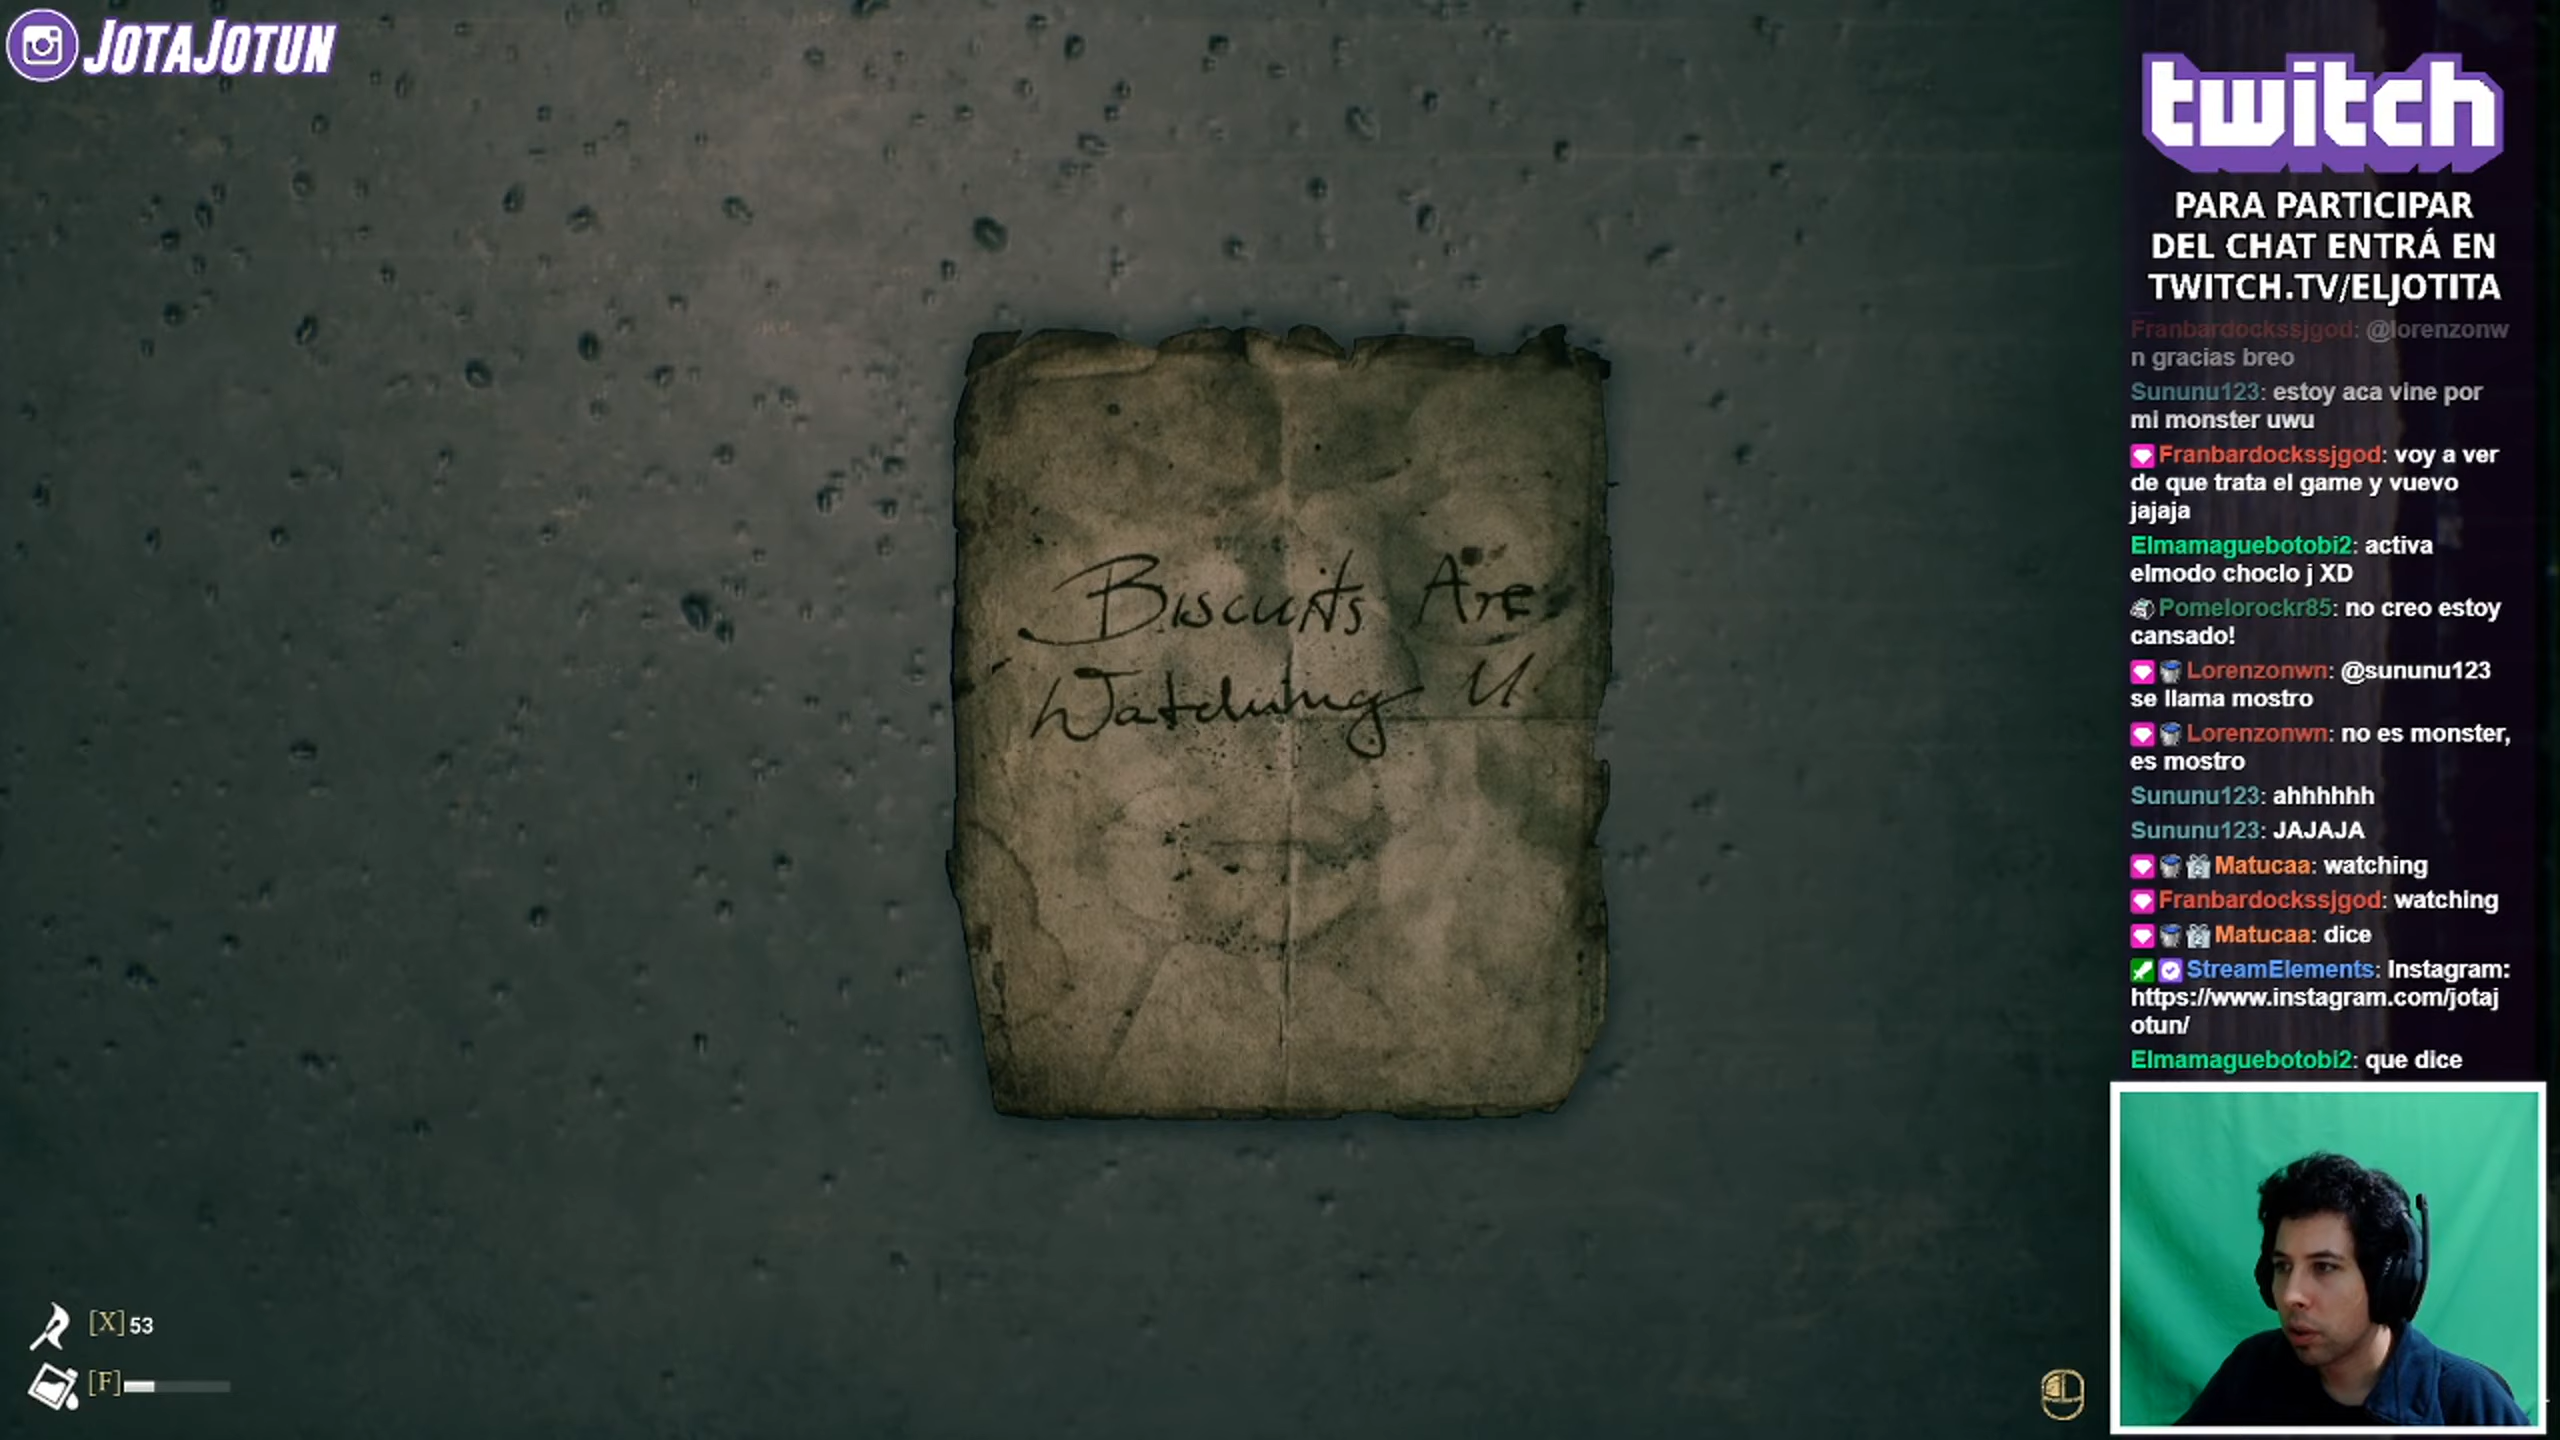 JOTAJOTUN
twitch
PARA PARTICIPAR
DEL CHAT ENTRÁ EN
TWITCH.TV/ELJOTITA
Franbardockssjgod: @lorenzonw
n gracias breo
Sununu123: estoy aca vine por
mi monster uwu
Franbardockssjgod: voy a ver
de que trata el game y vuevo
jajaja
Elmamaguebotobi2: activa
elmodo choclo j XD
Pomelorockr85: no creo estoy
cansado!
Lorenzonwn: @sununu123
se llama mostro
Lorenzonwn: no es monster,
es mostro
Sununu123: ahhhhhh
Sununu123: JAJAJA
Matucaa: watching
Franbardockssjgod: watching
Matucaa: dice
StreamElements: Instagram:
https://www.instagram.com/jotaj
otun/
Elmamaguebotobi2: que dice
Biscuits Are
Watching U
[X] 53
[F]